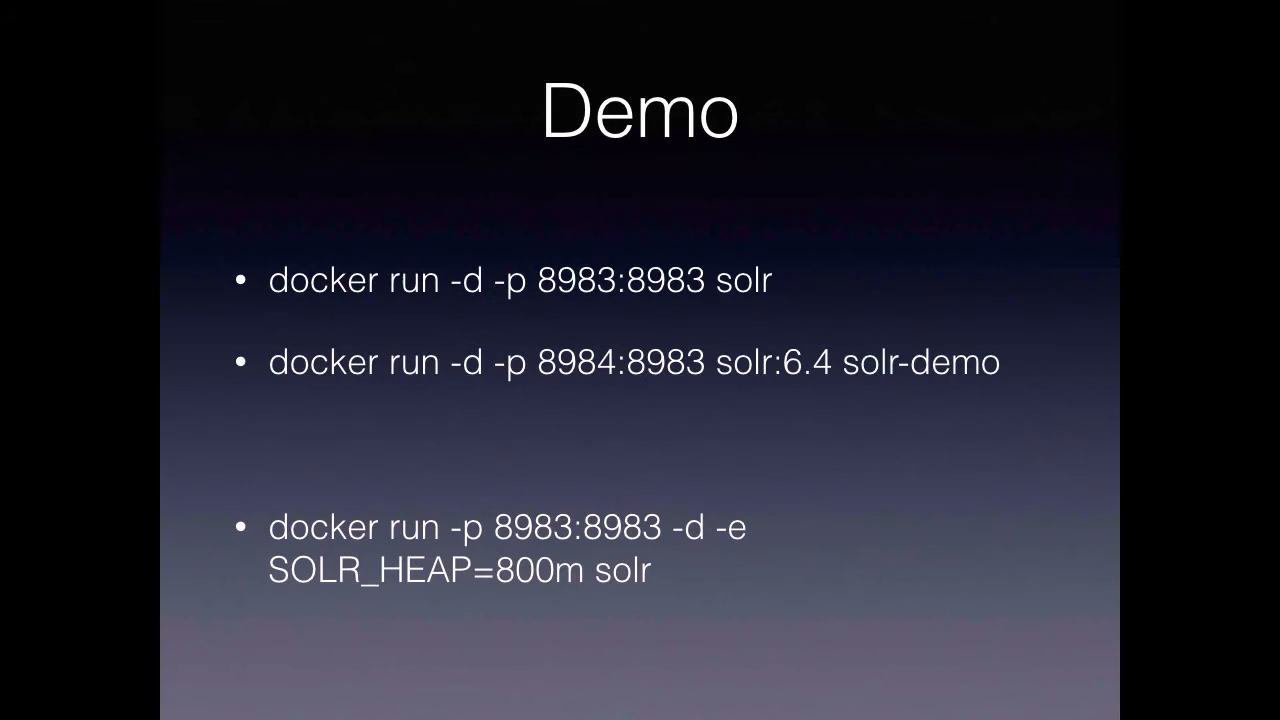 Demo
• docker run -d -p 8983:8983 solr
• docker run -d -p 8984:8983 solr:6.4 solr-demo
• docker run -p 8983:8983 -d -e
SOLR_HEAP=800m solr